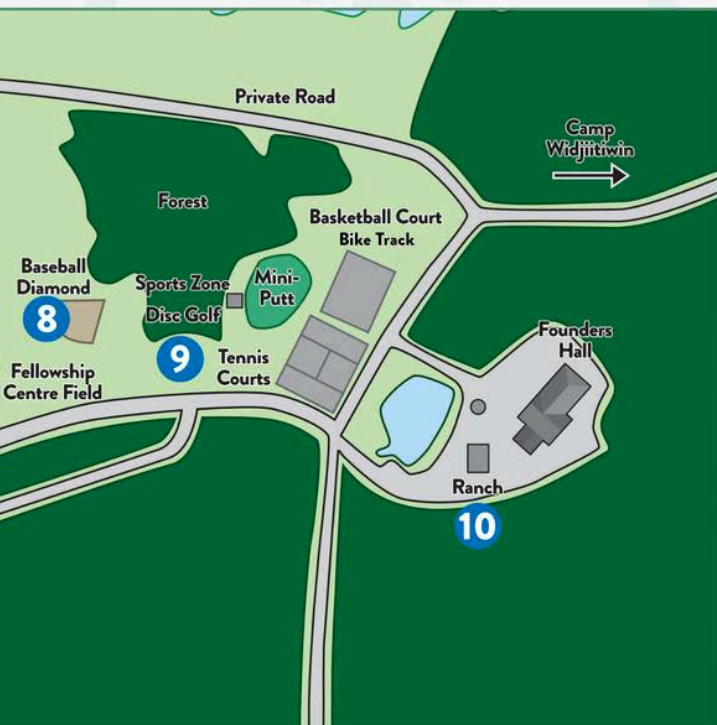 Private Road
Camp
Widjiitiwin
Forest
Basketball Court
Bike Track
Baseball
Diamond
8
Sports Zone
Disc Golf
9
Mini-
Putt
Founders
Hall
Fellowship
Centre Field
Tennis
Courts
Ranch
10